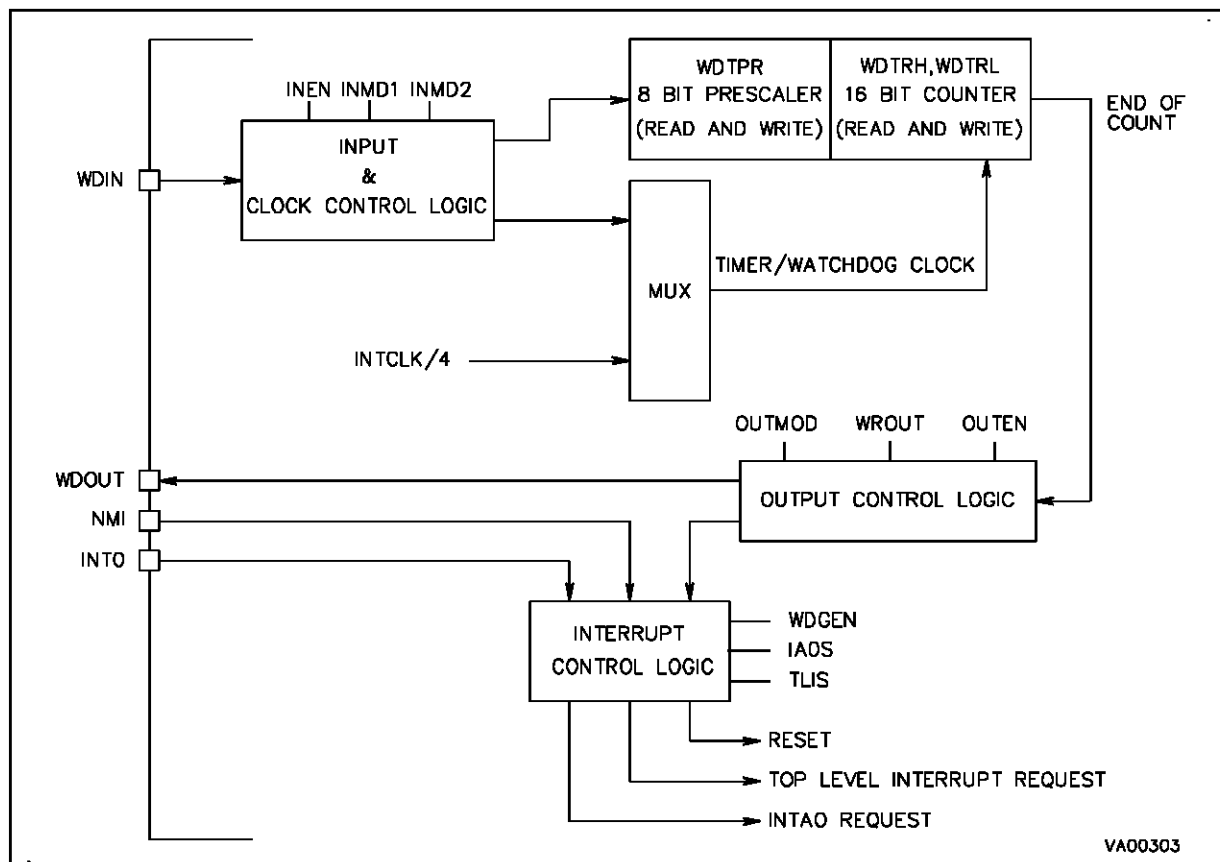 WDTPR
8 BIT PRESCALER
(READ AND WRITE)
WDTRH,WDTRL
16 BIT COUNTER
(READ AND WRITE)
END OF
COUNT
INEN INMD1 INMD2
INPUT
&
CLOCK CONTROL LOGIC
WDIN
MUX
TIMER/WATCHDOG CLOCK
INTCLK/4
OUTMOD WROUT OUTEN
OUTPUT CONTROL LOGIC
WDOUT
NMI
INT0
INTERRUPT
CONTROL LOGIC
WDGEN
IA0S
TLIS
RESET
TOP LEVEL INTERRUPT REQUEST
INTA0 REQUEST
VA00303